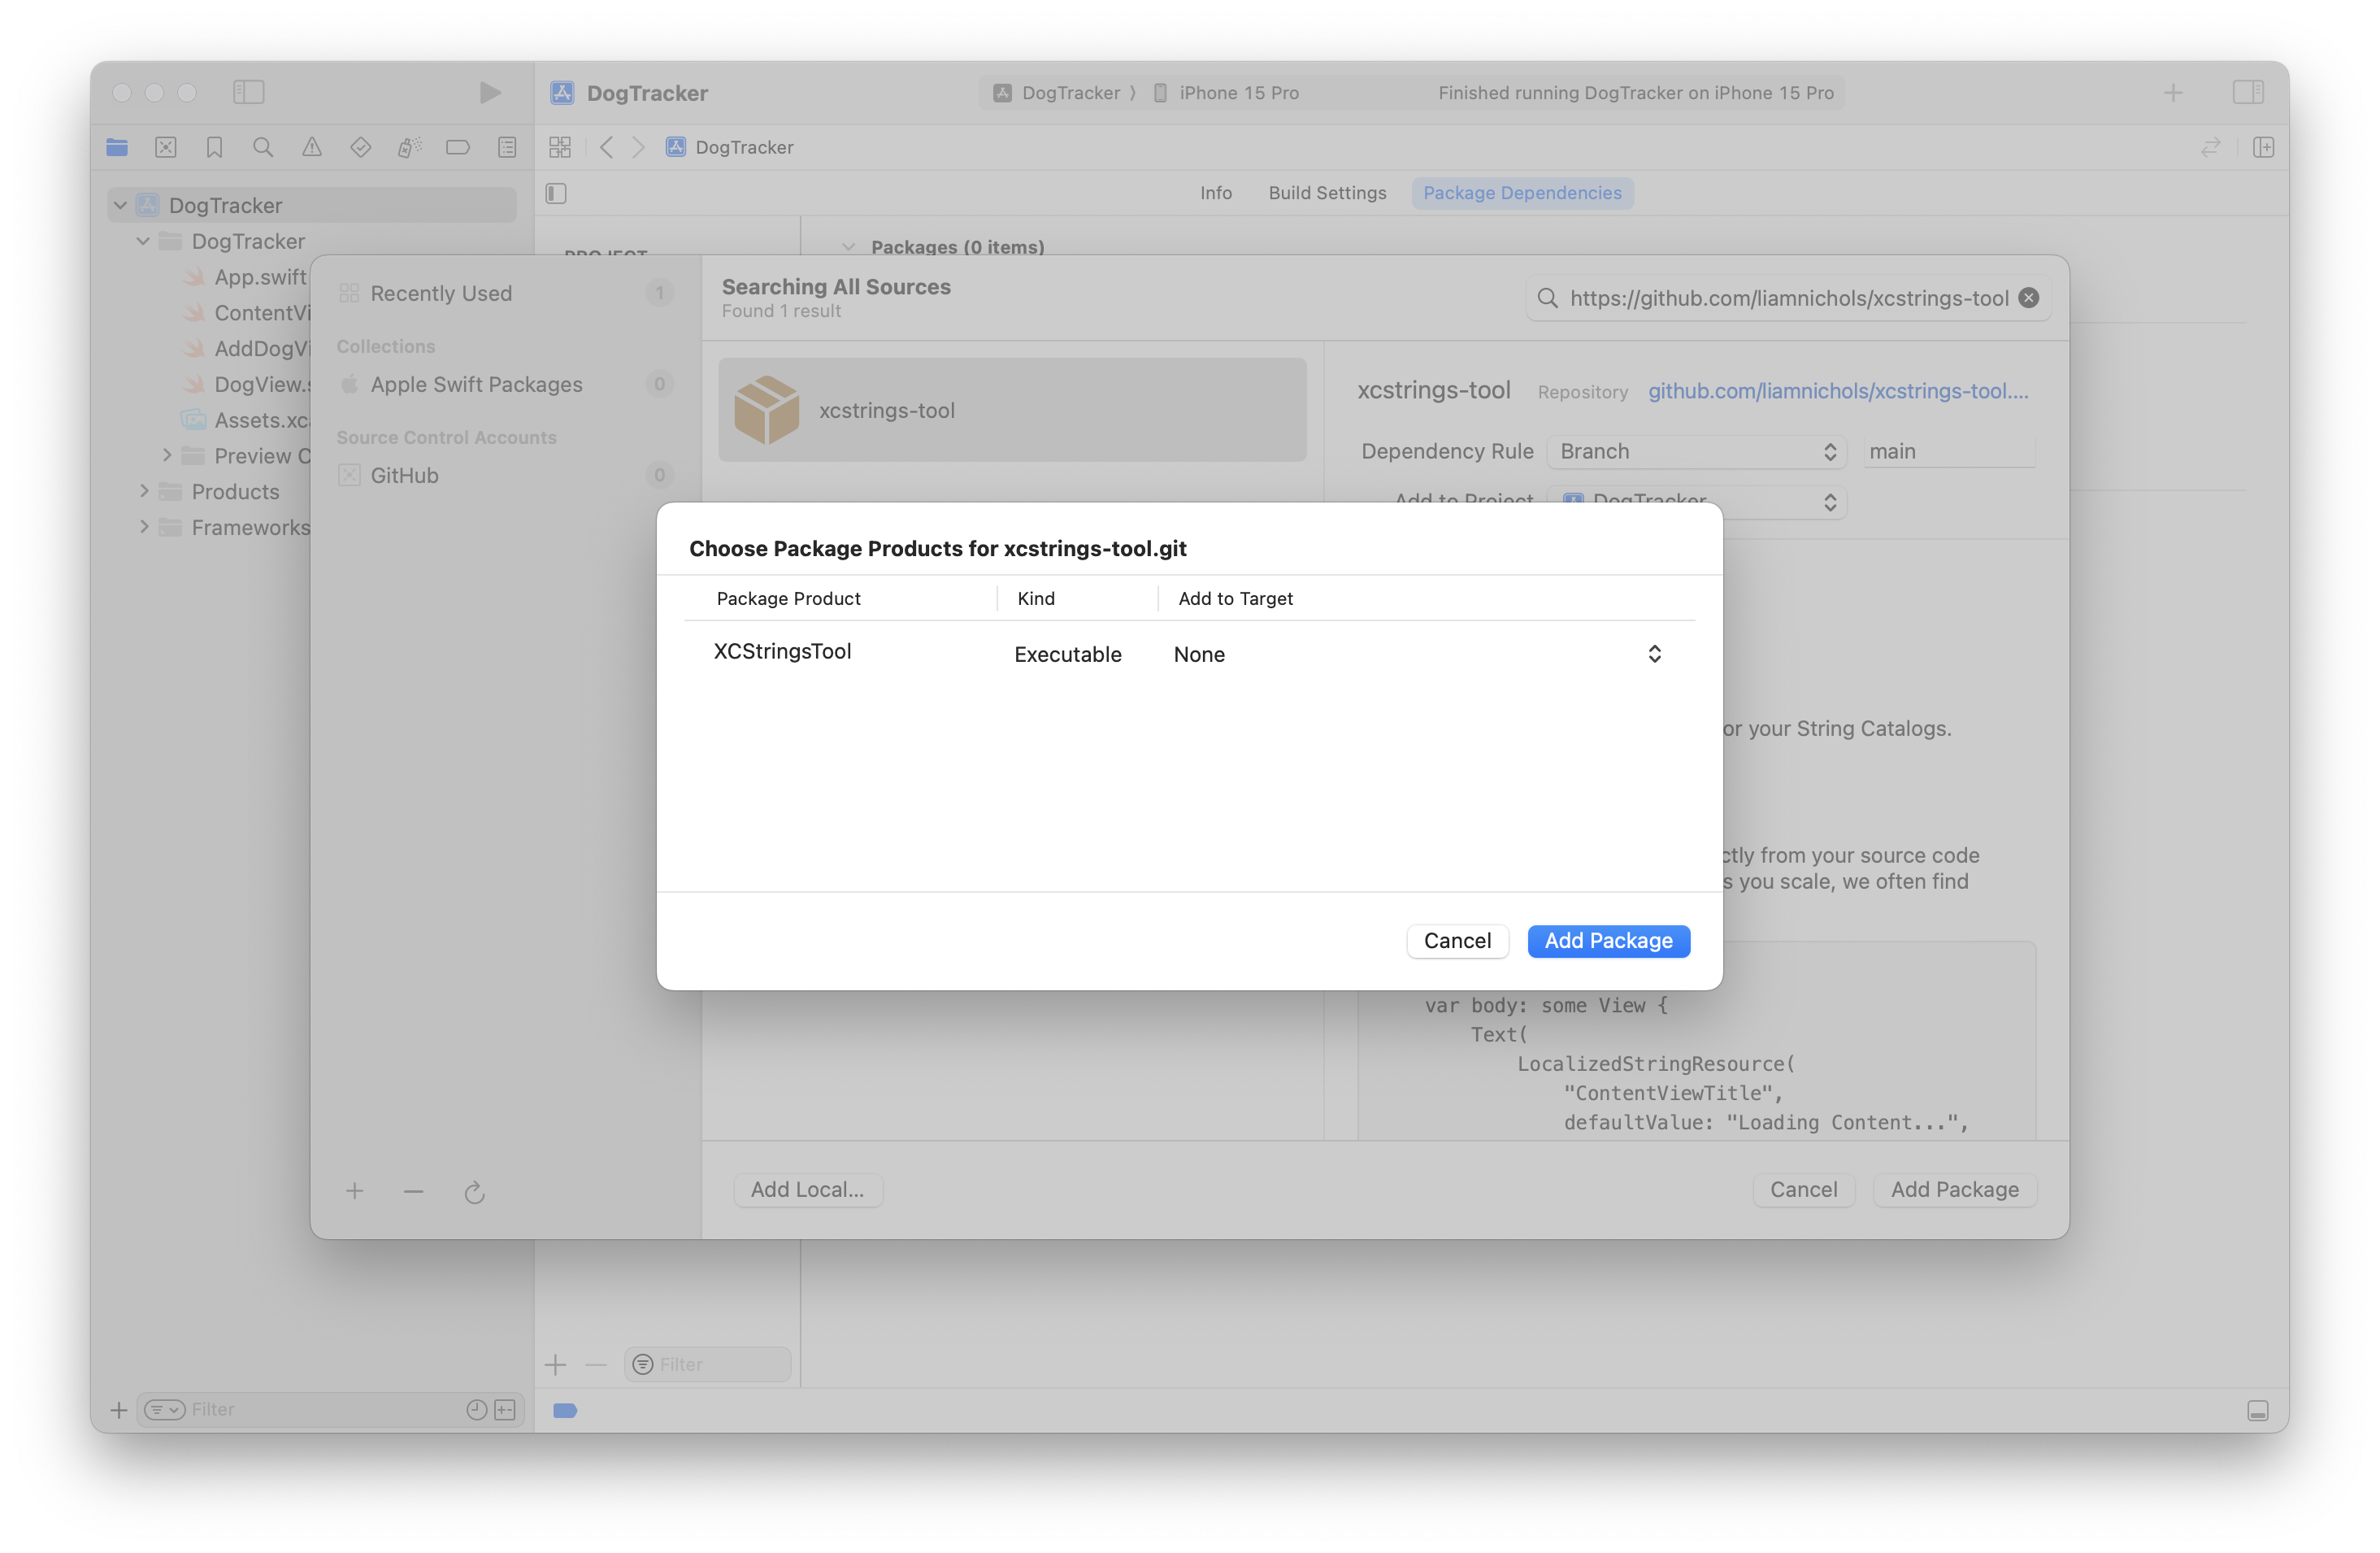 DogTracker
DogTracker 〉 iPhone 15 Pro
Finished running DogTracker on iPhone 15 Pro
DogTracker
Info
Build Settings
Package Dependencies
DogTracker
DogTracker
App.swift
ContentVi
AddDogVi
DogView.s
Assets.xca
Preview C
Products
Frameworks
PROJECT
Packages (0 items)
Recently Used 1
Collections
Apple Swift Packages 0
Source Control Accounts
GitHub 0
Searching All Sources
Found 1 result
https://github.com/liamnichols/xcstrings-tool
xcstrings-tool
xcstrings-tool Repository github.com/liamnichols/xcstrings-tool....
Dependency Rule Branch main
Add to Project DogTracker
Choose Package Products for xcstrings-tool.git
Package Product Kind Add to Target
XCStringsTool Executable None
Cancel Add Package
or your String Catalogs.
ctly from your source code
s you scale, we often find
var body: some View {
Text(
LocalizedStringResource(
"ContentViewTitle",
defaultValue: "Loading Content...",
Add Local...
Cancel
Add Package
Filter
Filter